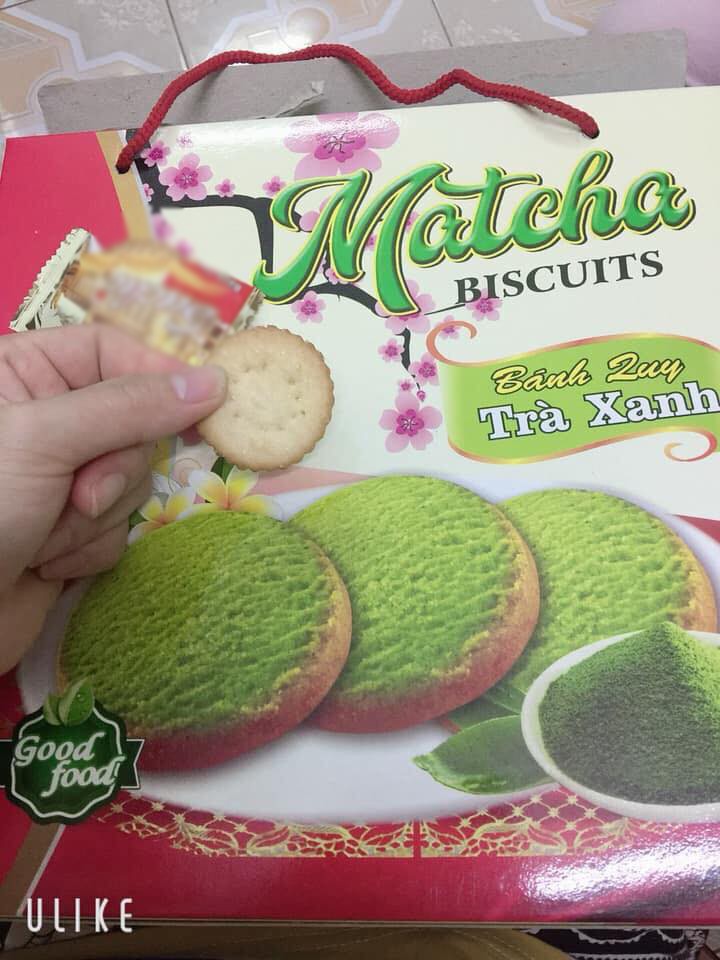 Matcha
BISCUITS
Bánh Quy
Trà Xanh
Good
food!
ULIKE